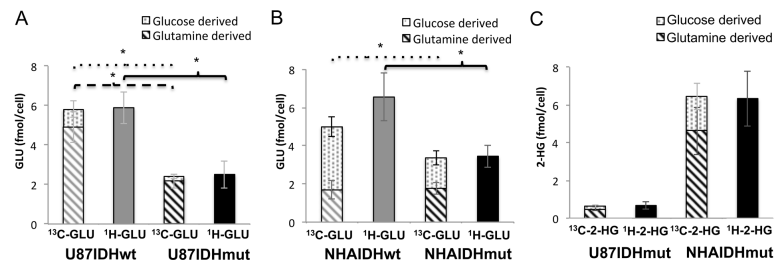 A
Glucose derived
Glutamine derived
*
*
*
GLU (fmol/cell)
8
6
4
2
0
¹³C-GLU ¹H-GLU ¹³C-GLU ¹H-GLU
U87IDHwt U87IDHmut
B
Glucose derived
Glutamine derived
*
*
GLU (fmol/cell)
8
6
4
2
0
¹³C-GLU ¹H-GLU ¹³C-GLU ¹H-GLU
NHAIDHwt NHAIDHmut
C
Glucose derived
Glutamine derived
2-HG (fmol/cell)
8
6
4
2
0
¹³C-2-HG ¹H-2-HG ¹³C-2-HG ¹H-2-HG
U87IDHmut NHAIDHmut